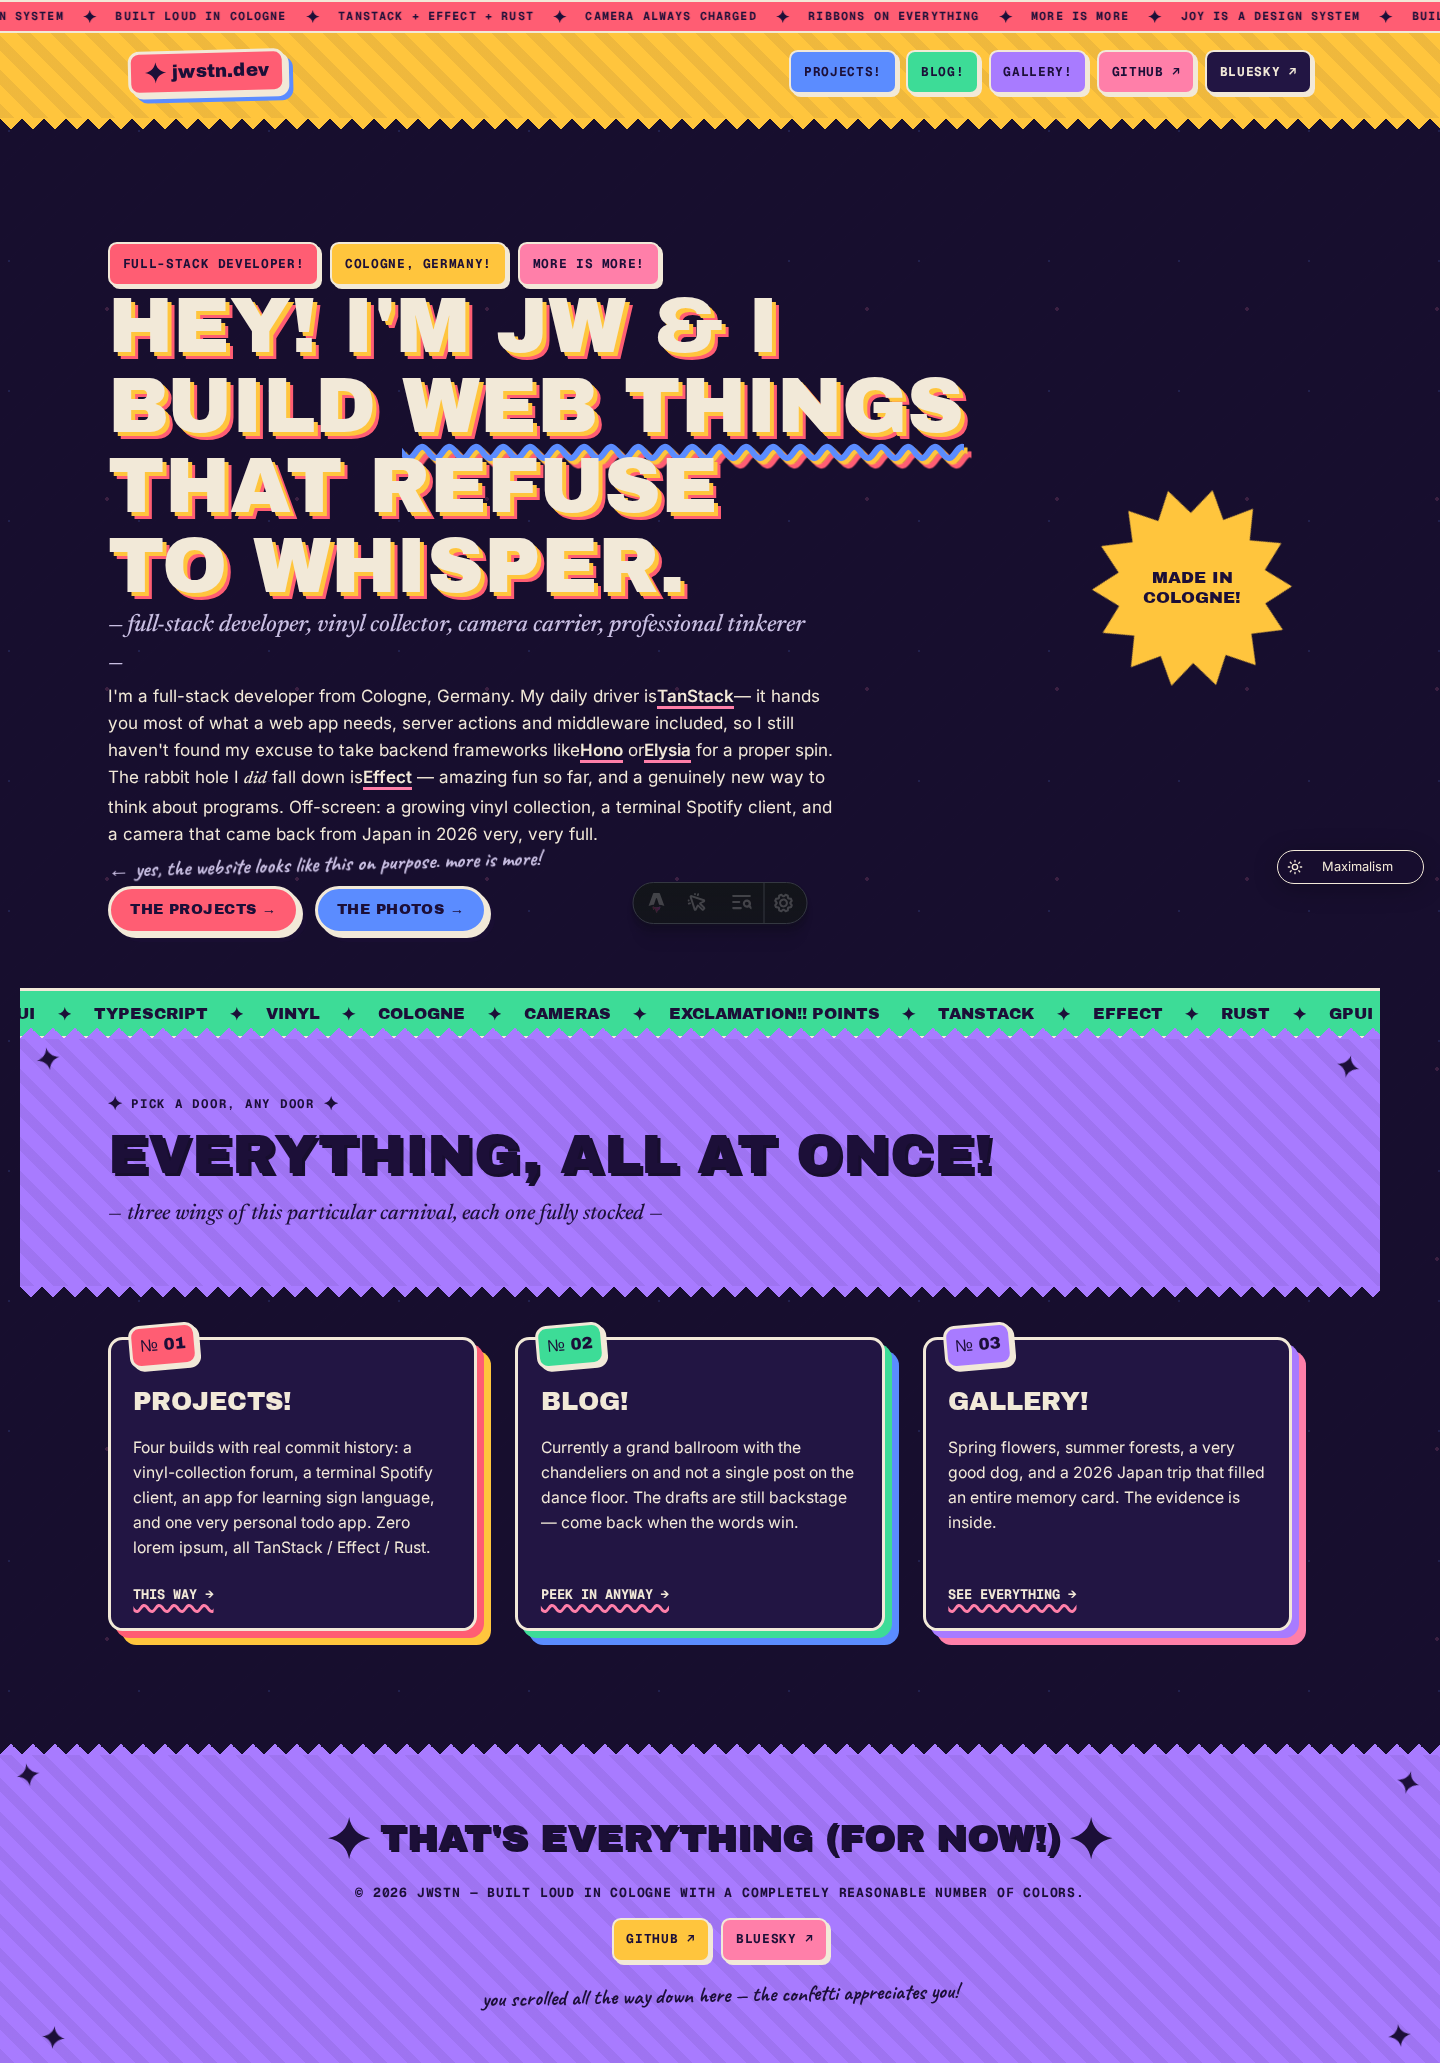 N SYSTEM ✦ BUILT LOUD IN COLOGNE ✦ TANSTACK + EFFECT + RUST ✦ CAMERA ALWAYS CHARGED ✦ RIBBONS ON EVERYTHING ✦ MORE IS MORE ✦ JOY IS A DESIGN SYSTEM ✦ BUIL
✦ jwstn.dev
PROJECTS! BLOG! GALLERY! GITHUB ↗ BLUESKY ↗
FULL-STACK DEVELOPER! COLOGNE, GERMANY! MORE IS MORE!
HEY! I'M JW & I
BUILD WEB THINGS
THAT REFUSE
TO WHISPER.
MADE IN
COLOGNE!
— full-stack developer, vinyl collector, camera carrier, professional tinkerer
—
I'm a full-stack developer from Cologne, Germany. My daily driver isTanStack— it hands
you most of what a web app needs, server actions and middleware included, so I still
haven't found my excuse to take backend frameworks likeHono orElysia for a proper spin.
The rabbit hole I did fall down isEffect — amazing fun so far, and a genuinely new way to
think about programs. Off-screen: a growing vinyl collection, a terminal Spotify client, and
a camera that came back from Japan in 2026 very, very full.
← yes, the website looks like this on purpose. more is more!
Maximalism
THE PROJECTS → THE PHOTOS →
UI ✦ TYPESCRIPT ✦ VINYL ✦ COLOGNE ✦ CAMERAS ✦ EXCLAMATION!! POINTS ✦ TANSTACK ✦ EFFECT ✦ RUST ✦ GPUI
✦ PICK A DOOR, ANY DOOR ✦
EVERYTHING, ALL AT ONCE!
— three wings of this particular carnival, each one fully stocked —
№ 01
PROJECTS!
Four builds with real commit history: a
vinyl-collection forum, a terminal Spotify
client, an app for learning sign language,
and one very personal todo app. Zero
lorem ipsum, all TanStack / Effect / Rust.
THIS WAY →
№ 02
BLOG!
Currently a grand ballroom with the
chandeliers on and not a single post on the
dance floor. The drafts are still backstage
— come back when the words win.
PEEK IN ANYWAY →
№ 03
GALLERY!
Spring flowers, summer forests, a very
good dog, and a 2026 Japan trip that filled
an entire memory card. The evidence is
inside.
SEE EVERYTHING →
✦ THAT'S EVERYTHING (FOR NOW!) ✦
© 2026 JWSTN — BUILT LOUD IN COLOGNE WITH A COMPLETELY REASONABLE NUMBER OF COLORS.
GITHUB ↗ BLUESKY ↗
you scrolled all the way down here — the confetti appreciates you!